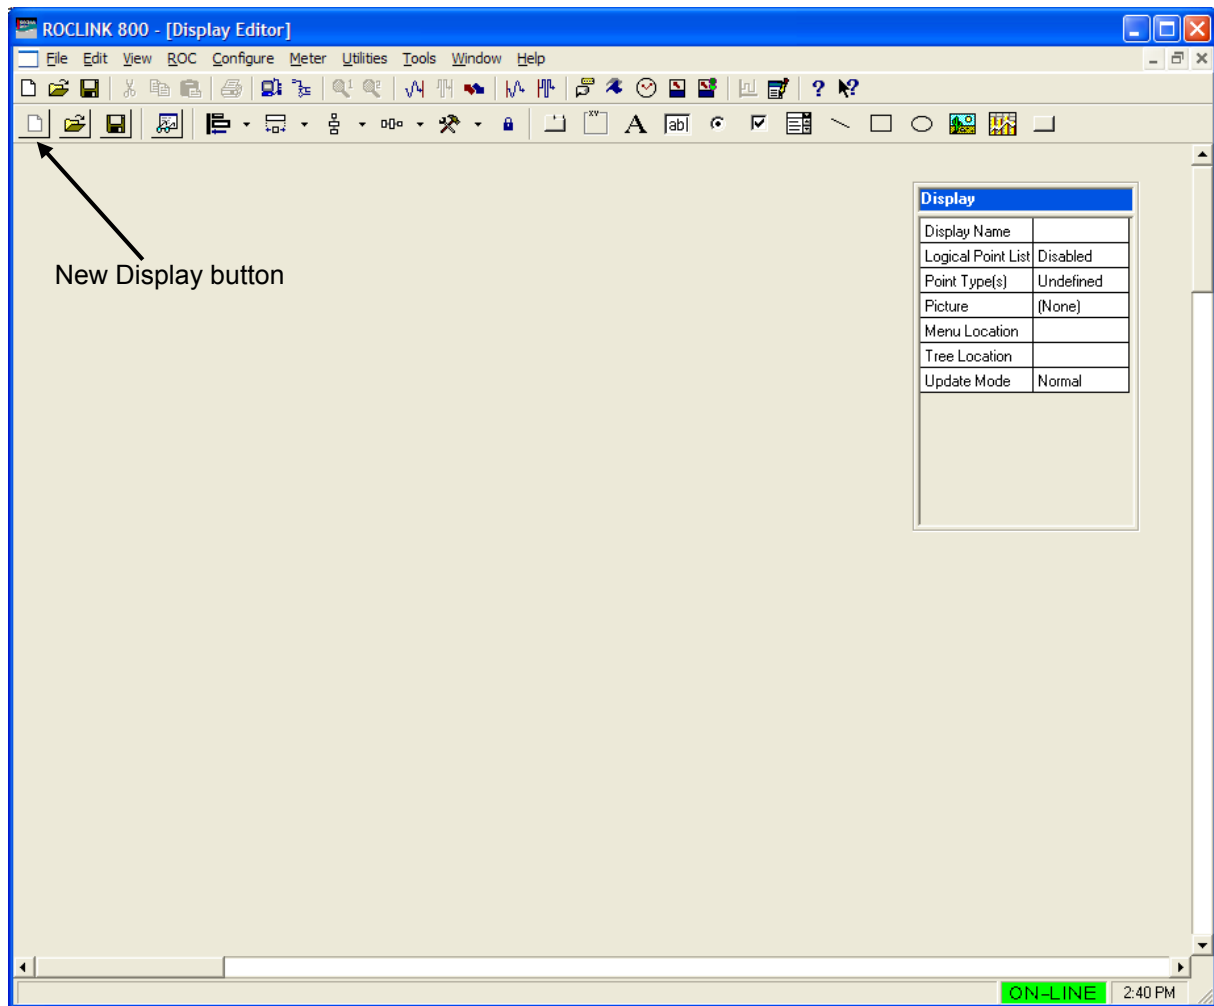 ROCLINK 800 - [Display Editor]
File Edit View ROC Configure Meter Utilities Tools Window Help
A ab|
New Display button
Display
Display Name
Logical Point List Disabled
Point Type(s) Undefined
Picture (None)
Menu Location
Tree Location
Update Mode Normal
ON-LINE 2:40 PM